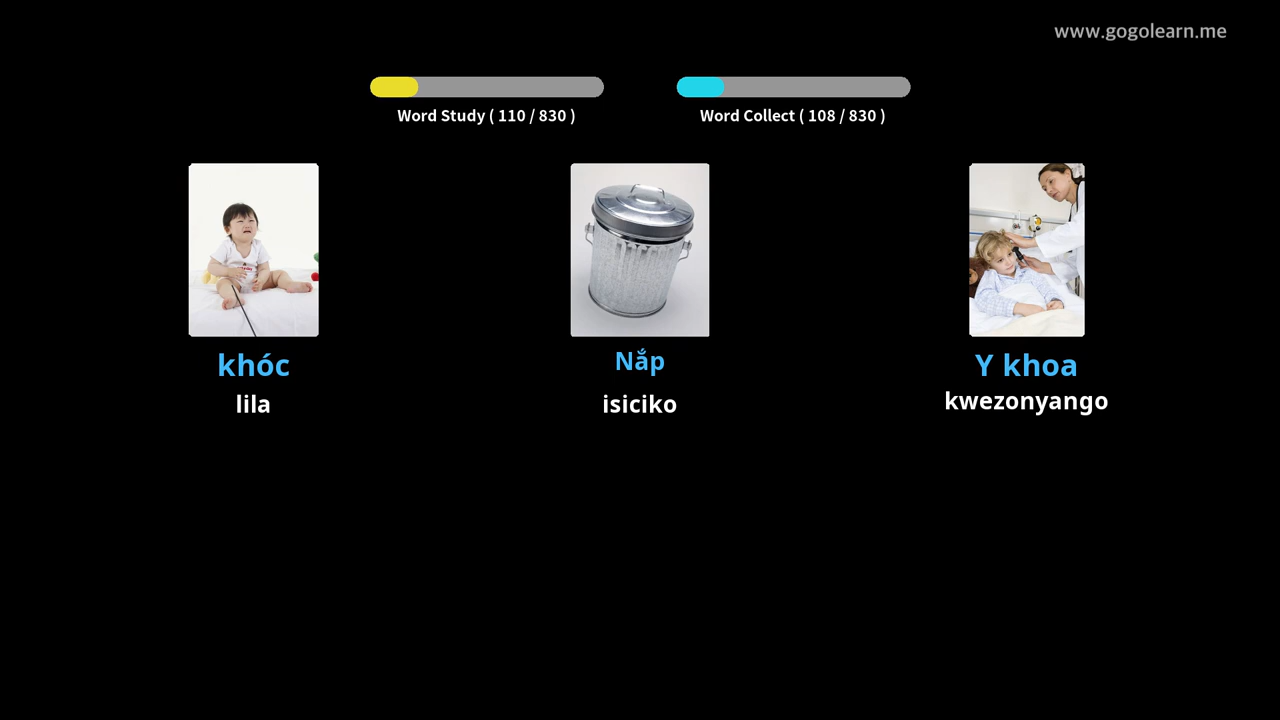 www.gogolearn.me
Word Study ( 110 / 830 )
Word Collect ( 108 / 830 )
khóc
Nắp
Y khoa
lila
isiciko
kwezonyango